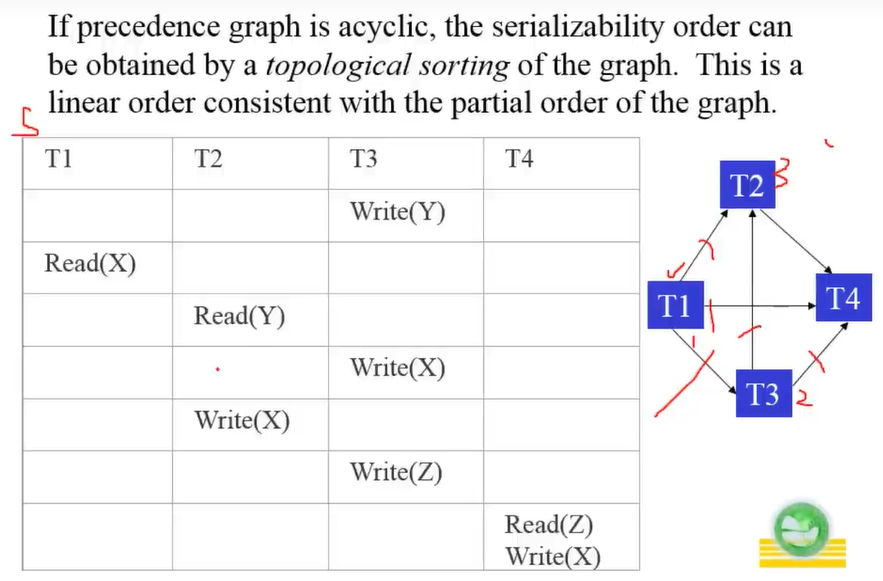 If precedence graph is acyclic, the serializability order can
be obtained by a topological sorting of the graph. This is a
linear order consistent with the partial order of the graph.
S
T1 T2 T3 T4
Write(Y)
Read(X)
Read(Y)
Write(X)
Write(X)
Write(Z)
Read(Z)
Write(X)
T2 3
T1 1
T4
T3 2